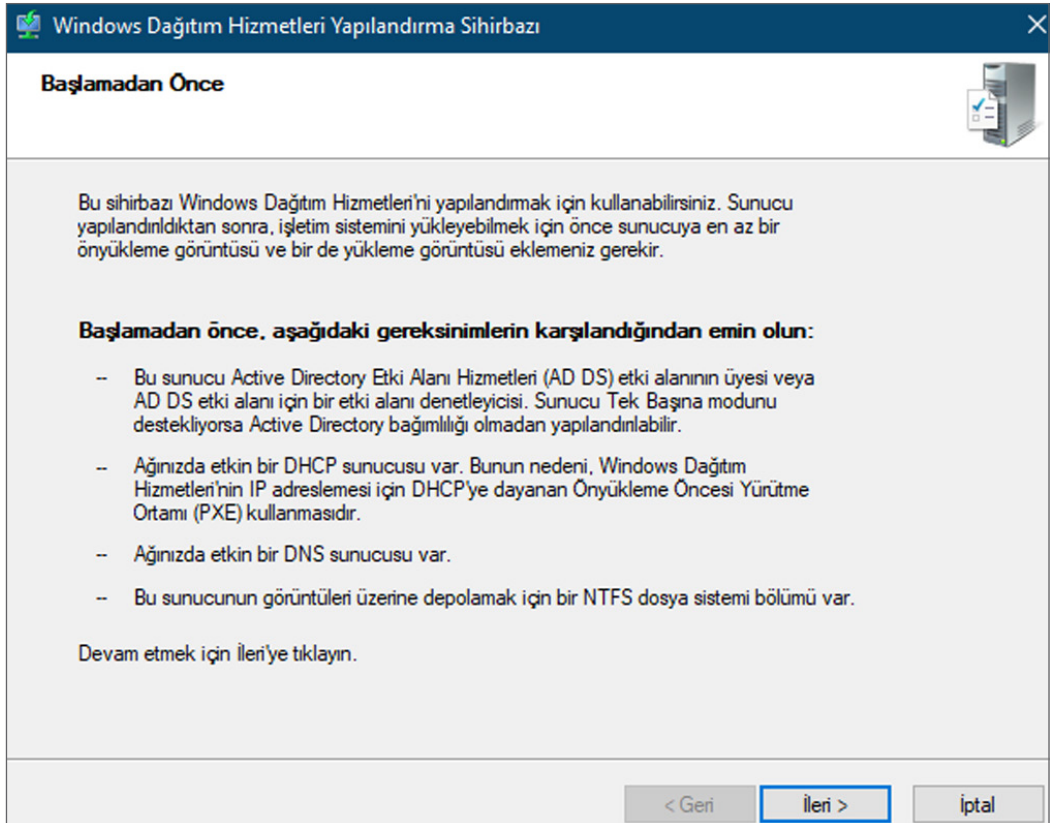 Windows Dağıtım Hizmetleri Yapılandırma Sihirbazı
Başlamadan Önce
Bu sihirbazı Windows Dağıtım Hizmetleri'ni yapılandırmak için kullanabilirsiniz. Sunucu
yapılandırıldıktan sonra, işletim sistemini yükleyebilmek için önce sunucuya en az bir
önyükleme görüntüsü ve bir de yükleme görüntüsü eklemeniz gerekir.
Başlamadan önce, aşağıdaki gereksinimlerin karşılandığından emin olun:
-- Bu sunucu Active Directory Etki Alanı Hizmetleri (AD DS) etki alanının üyesi veya
AD DS etki alanı için bir etki alanı denetleyicisi. Sunucu Tek Başına modunu
destekliyorsa Active Directory bağımlılığı olmadan yapılandırılabilir.
-- Ağınızda etkin bir DHCP sunucusu var. Bunun nedeni, Windows Dağıtım
Hizmetleri'nin IP adreslemesi için DHCP'ye dayanan Önyükleme Öncesi Yürütme
Ortamı (PXE) kullanmasıdır.
-- Ağınızda etkin bir DNS sunucusu var.
-- Bu sunucunun görüntüleri üzerine depolamak için bir NTFS dosya sistemi bölümü var.
Devam etmek için İleri'ye tıklayın.
< Geri İleri > İptal